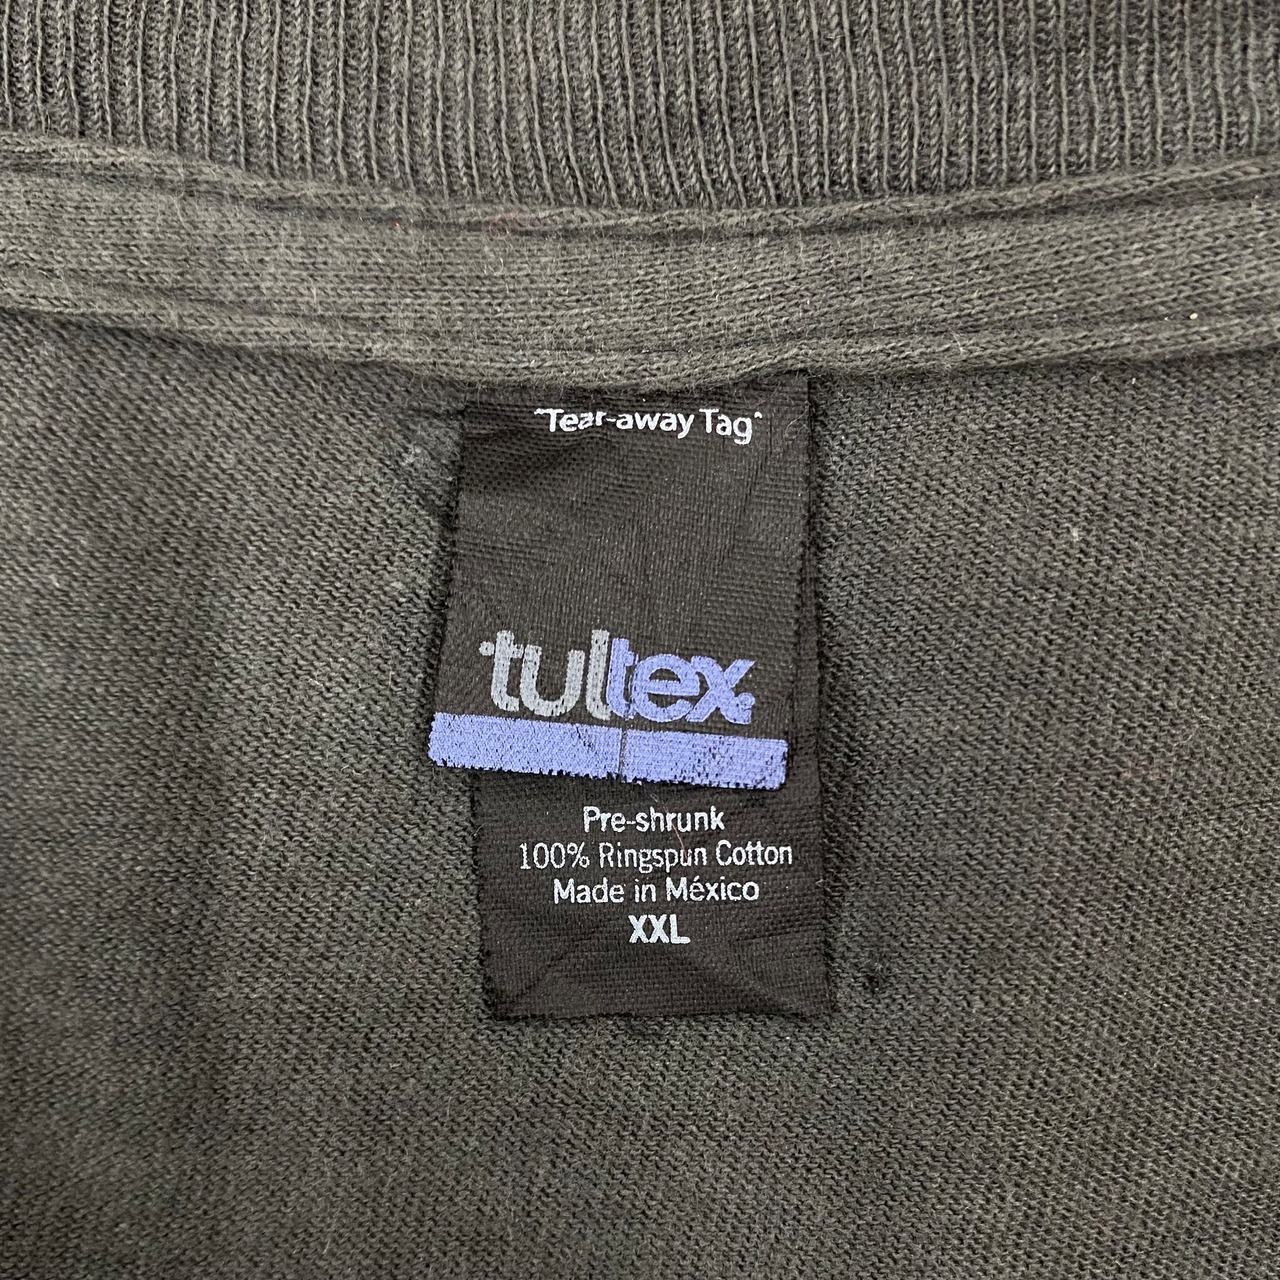 "Tear-away Tag"
tultex
Pre-shrunk
100% Ringspun Cotton
Made in México
XXL